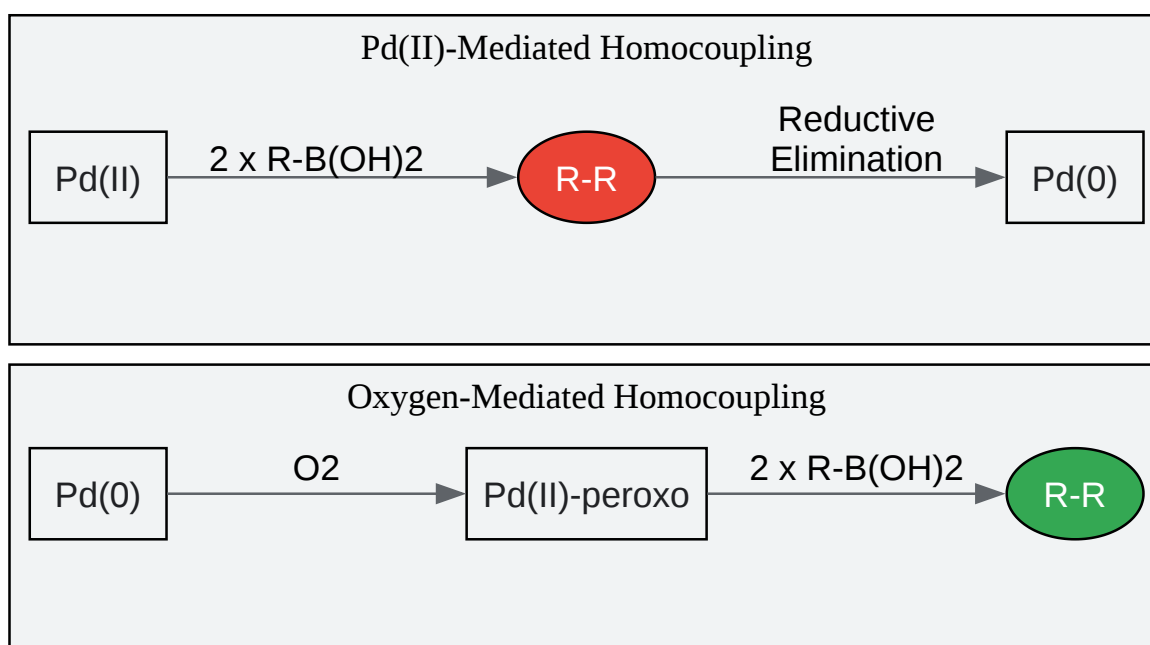 Pd(II)-Mediated Homocoupling
Pd(II)
2 x R-B(OH)2
R-R
Reductive
Elimination
Pd(0)
Oxygen-Mediated Homocoupling
Pd(0)
O2
Pd(II)-peroxo
2 x R-B(OH)2
R-R